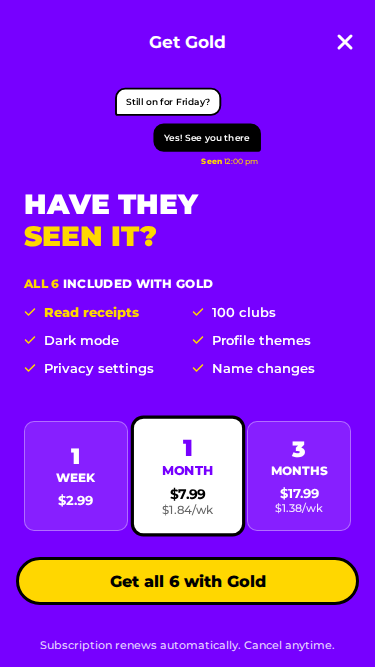 Get Gold
Still on for Friday?
Yes! See you there
Seen 12:00 pm
HAVE THEY
SEEN IT?
ALL 6 INCLUDED WITH GOLD
Read receipts
100 clubs
Dark mode
Profile themes
Privacy settings
Name changes
1
WEEK
$2.99
1
MONTH
$7.99
$1.84/wk
3
MONTHS
$17.99
$1.38/wk
Get all 6 with Gold
Subscription renews automatically. Cancel anytime.